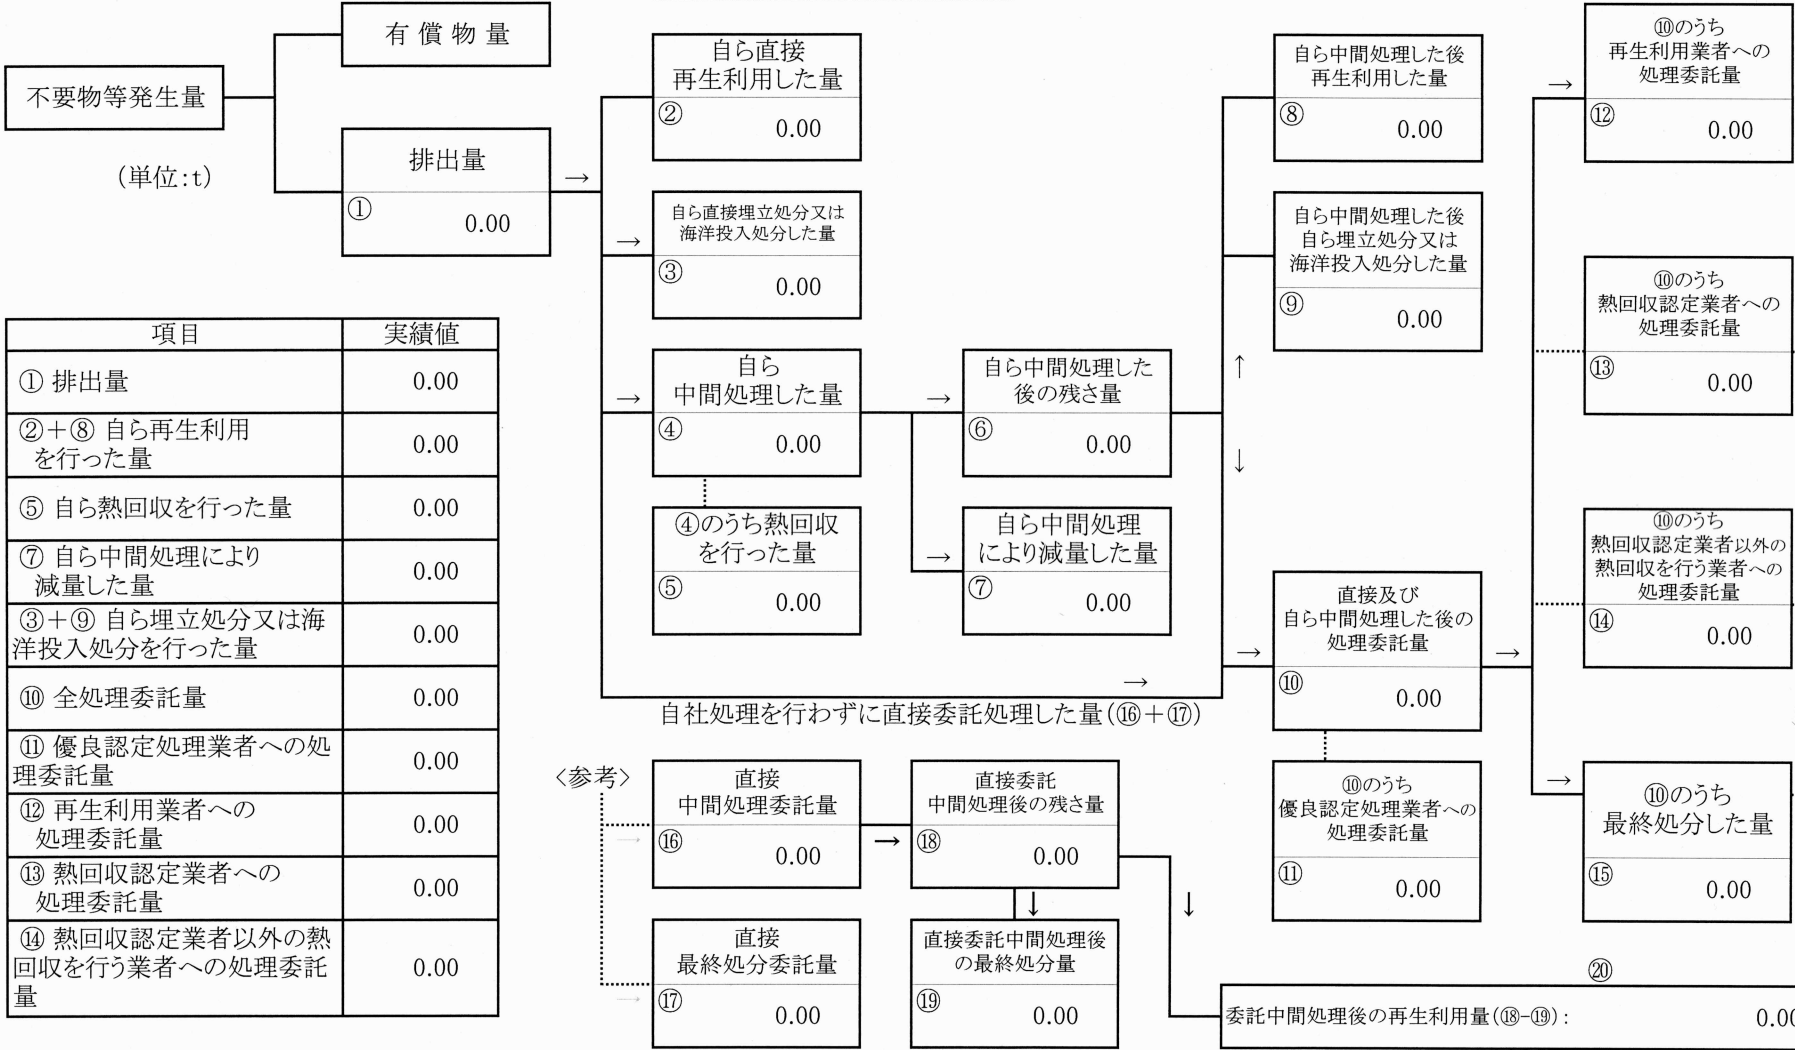 不要物等発生量
有償物量
(単位:t)
排出量
①
0.00
→
自ら直接
再生利用した量
②
0.00
→
自ら直接埋立処分又は
海洋投入処分した量
③
0.00
→
自ら
中間処理した量
④
0.00
④のうち熱回収
を行った量
⑤
0.00
→
自ら中間処理した
後の残さ量
⑥
0.00
→
自ら中間処理
により減量した量
⑦
0.00
↑
↓
自ら中間処理した後
再生利用した量
⑧
0.00
自ら中間処理した後
自ら埋立処分又は
海洋投入処分した量
⑨
0.00
→
自社処理を行わずに直接委託処理した量(⑯+⑰)
→
直接及び
自ら中間処理した後の
処理委託量
⑩
0.00
→
⑩のうち
優良認定処理業者への
処理委託量
⑪
0.00
→
⑩のうち
再生利用業者への
処理委託量
⑫
0.00
⑩のうち
熱回収認定業者への
処理委託量
⑬
0.00
⑩のうち
熱回収認定業者以外の
熱回収を行う業者への
処理委託量
⑭
0.00
→
⑩のうち
最終処分した量
⑮
0.00
項目 実績値
① 排出量 0.00
②+⑧ 自ら再生利用
を行った量 0.00
⑤ 自ら熱回収を行った量 0.00
⑦ 自ら中間処理により
減量した量 0.00
③+⑨ 自ら埋立処分又は海
洋投入処分を行った量 0.00
⑩ 全処理委託量 0.00
⑪ 優良認定処理業者への処
理委託量 0.00
⑫ 再生利用業者への
処理委託量 0.00
⑬ 熱回収認定業者への
処理委託量 0.00
⑭ 熱回収認定業者以外の熱
回収を行う業者への処理委託
量 0.00
〈参考〉
→
直接
中間処理委託量
⑯
0.00
→
直接委託
中間処理後の残さ量
⑱
0.00
→
直接
最終処分委託量
⑰
0.00
↓
直接委託中間処理後
の最終処分量
⑲
0.00
↓
⑳
委託中間処理後の再生利用量(⑱-⑲): 0.00